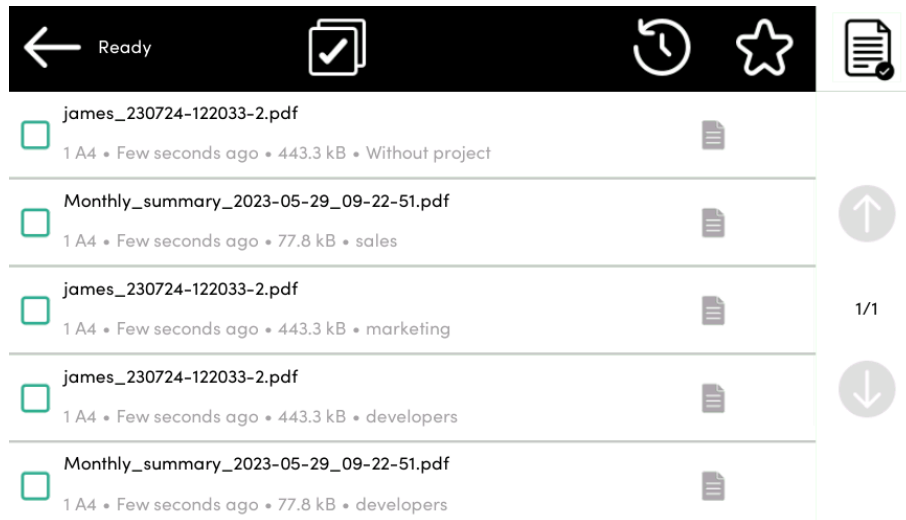 Ready
james_230724-122033-2.pdf
1 A4 • Few seconds ago • 443.3 kB • Without project
Monthly_summary_2023-05-29_09-22-51.pdf
1 A4 • Few seconds ago • 77.8 kB • sales
james_230724-122033-2.pdf
1 A4 • Few seconds ago • 443.3 kB • marketing
1/1
james_230724-122033-2.pdf
1 A4 • Few seconds ago • 443.3 kB • developers
Monthly_summary_2023-05-29_09-22-51.pdf
1 A4 • Few seconds ago • 77.8 kB • developers